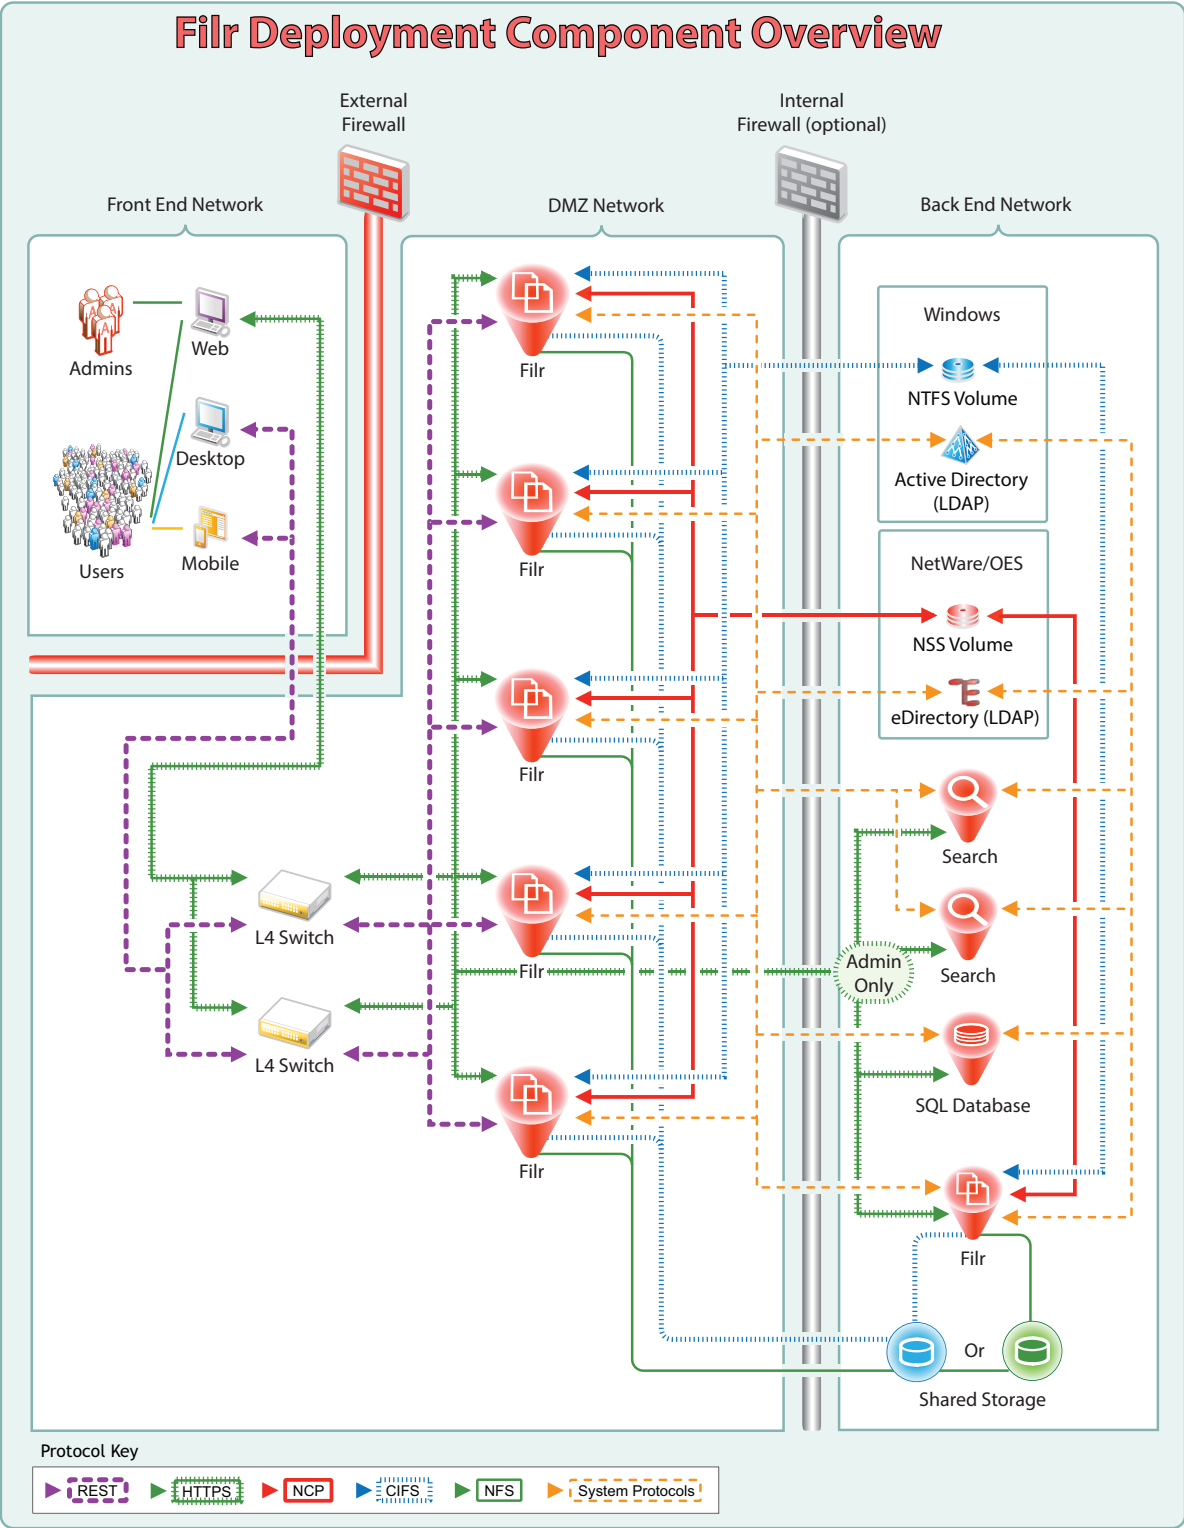 Filr Deployment Component Overview
External
Firewall
Internal
Firewall (optional)
Front End Network
DMZ Network
Back End Network
Admins
Web
Desktop
Users
Mobile
Filr
Filr
Filr
Filr
Filr
L4 Switch
L4 Switch
Windows
NTFS Volume
Active Directory
(LDAP)
NetWare/OES
NSS Volume
eDirectory (LDAP)
Search
Search
Admin
Only
SQL Database
Filr
Or
Shared Storage
Protocol Key
REST
HTTPS
NCP
CIFS
NFS
System Protocols